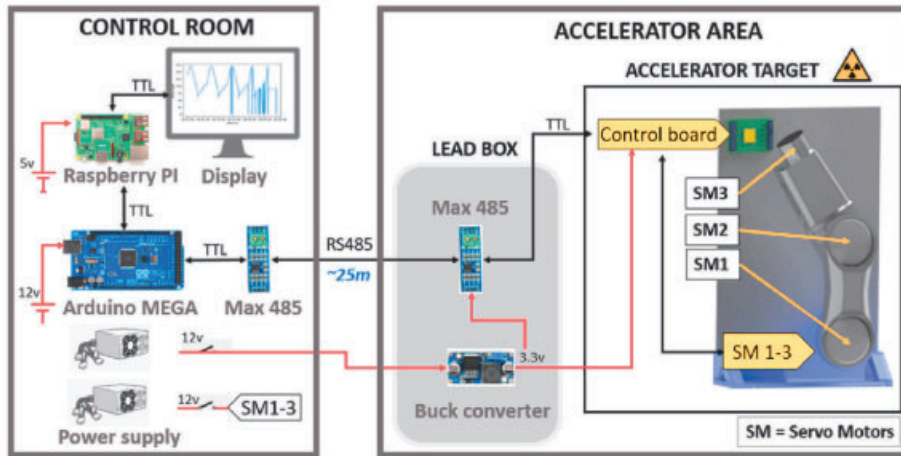 CONTROL ROOM
TTL
5v
Raspberry PI
Display
TTL
12v
TTL
Arduino MEGA
Max 485
12v
12v
SM1-3
Power supply
RS485
~25m
ACCELERATOR AREA
LEAD BOX
Max 485
3.3v
Buck converter
TTL
ACCELERATOR TARGET
Control board
SM3
SM2
SM1
SM 1-3
SM = Servo Motors